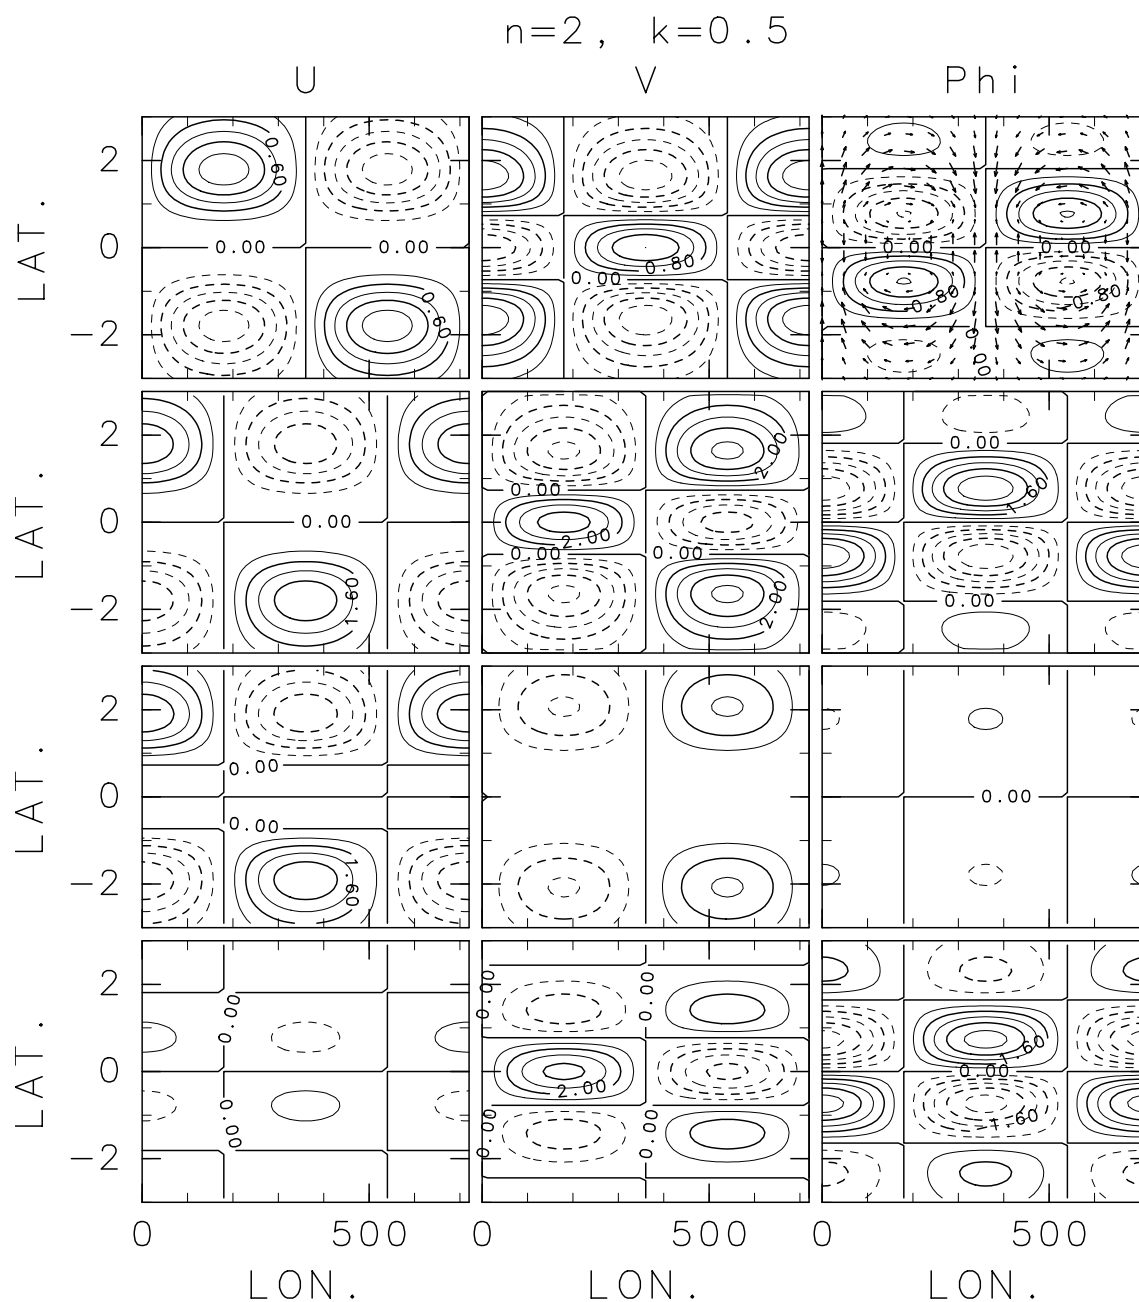 n=2, k=0.5
U V Phi
LAT. 2 0 −2
0.60 0.00 0.00 0.60
0.80 0.00
0.00 0.00 0.80 −0.80 0.00
LAT. 2 0 −2
0.00 1.60
2.00 0.00 2.00 0.00 0.00 2.00
0.00 1.60 0.00
LAT. 2 0 −2
0.00 0.00 1.60
0.00
LAT. 2 0 −2
0.00 0.00
0.00 0.00 2.00 0.00 0.00
1.60 0.00 −1.60
0 500 0 500 0 500
LON. LON. LON.